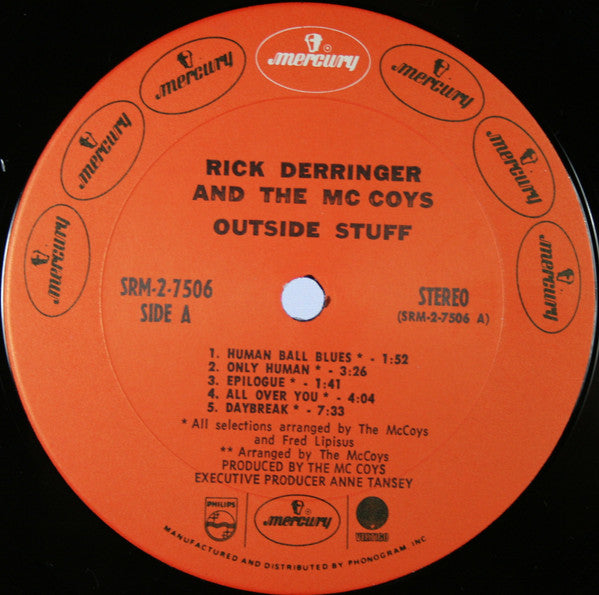 mercury
mercury
mercury
mercury
mercury
mercury
mercury
RICK DERRINGER
AND THE MC COYS
OUTSIDE STUFF
SRM-2-7506
SIDE A
STEREO
(SRM-2-7506 A)
1. HUMAN BALL BLUES * - 1:52
2. ONLY HUMAN * - 3:26
3. EPILOGUE * - 1:41
4. ALL OVER YOU * - 4:04
5. DAYBREAK * - 7:33
* All selections arranged by The McCoys
and Fred Lipisus
** Arranged by The McCoys
PRODUCED BY THE MC COYS
EXECUTIVE PRODUCER ANNE TANSEY
PHILIPS
mercury
VERTIGO
MANUFACTURED AND DISTRIBUTED BY PHONOGRAM, INC